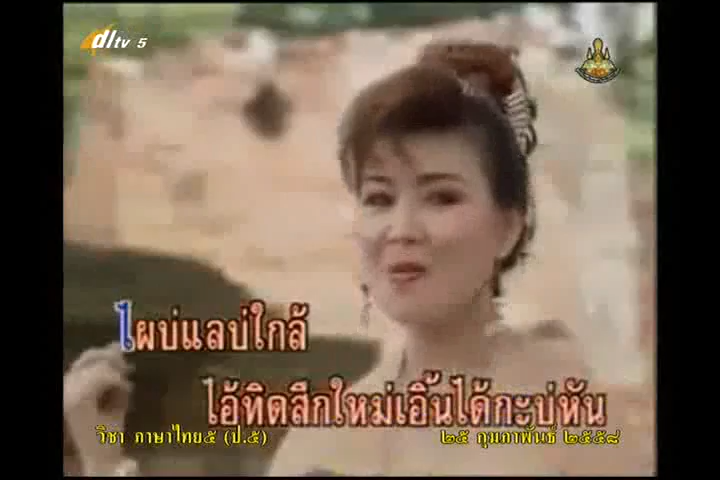 dltv 5
ไผบ่แลบ่ใกล้
ไอ้ทิดสึกใหม่เอิ้นได้กะบ่หัน
วิชา ภาษาไทย๕ (ป.๕)
๒๕ กุมภาพันธ์ ๒๕๕๘